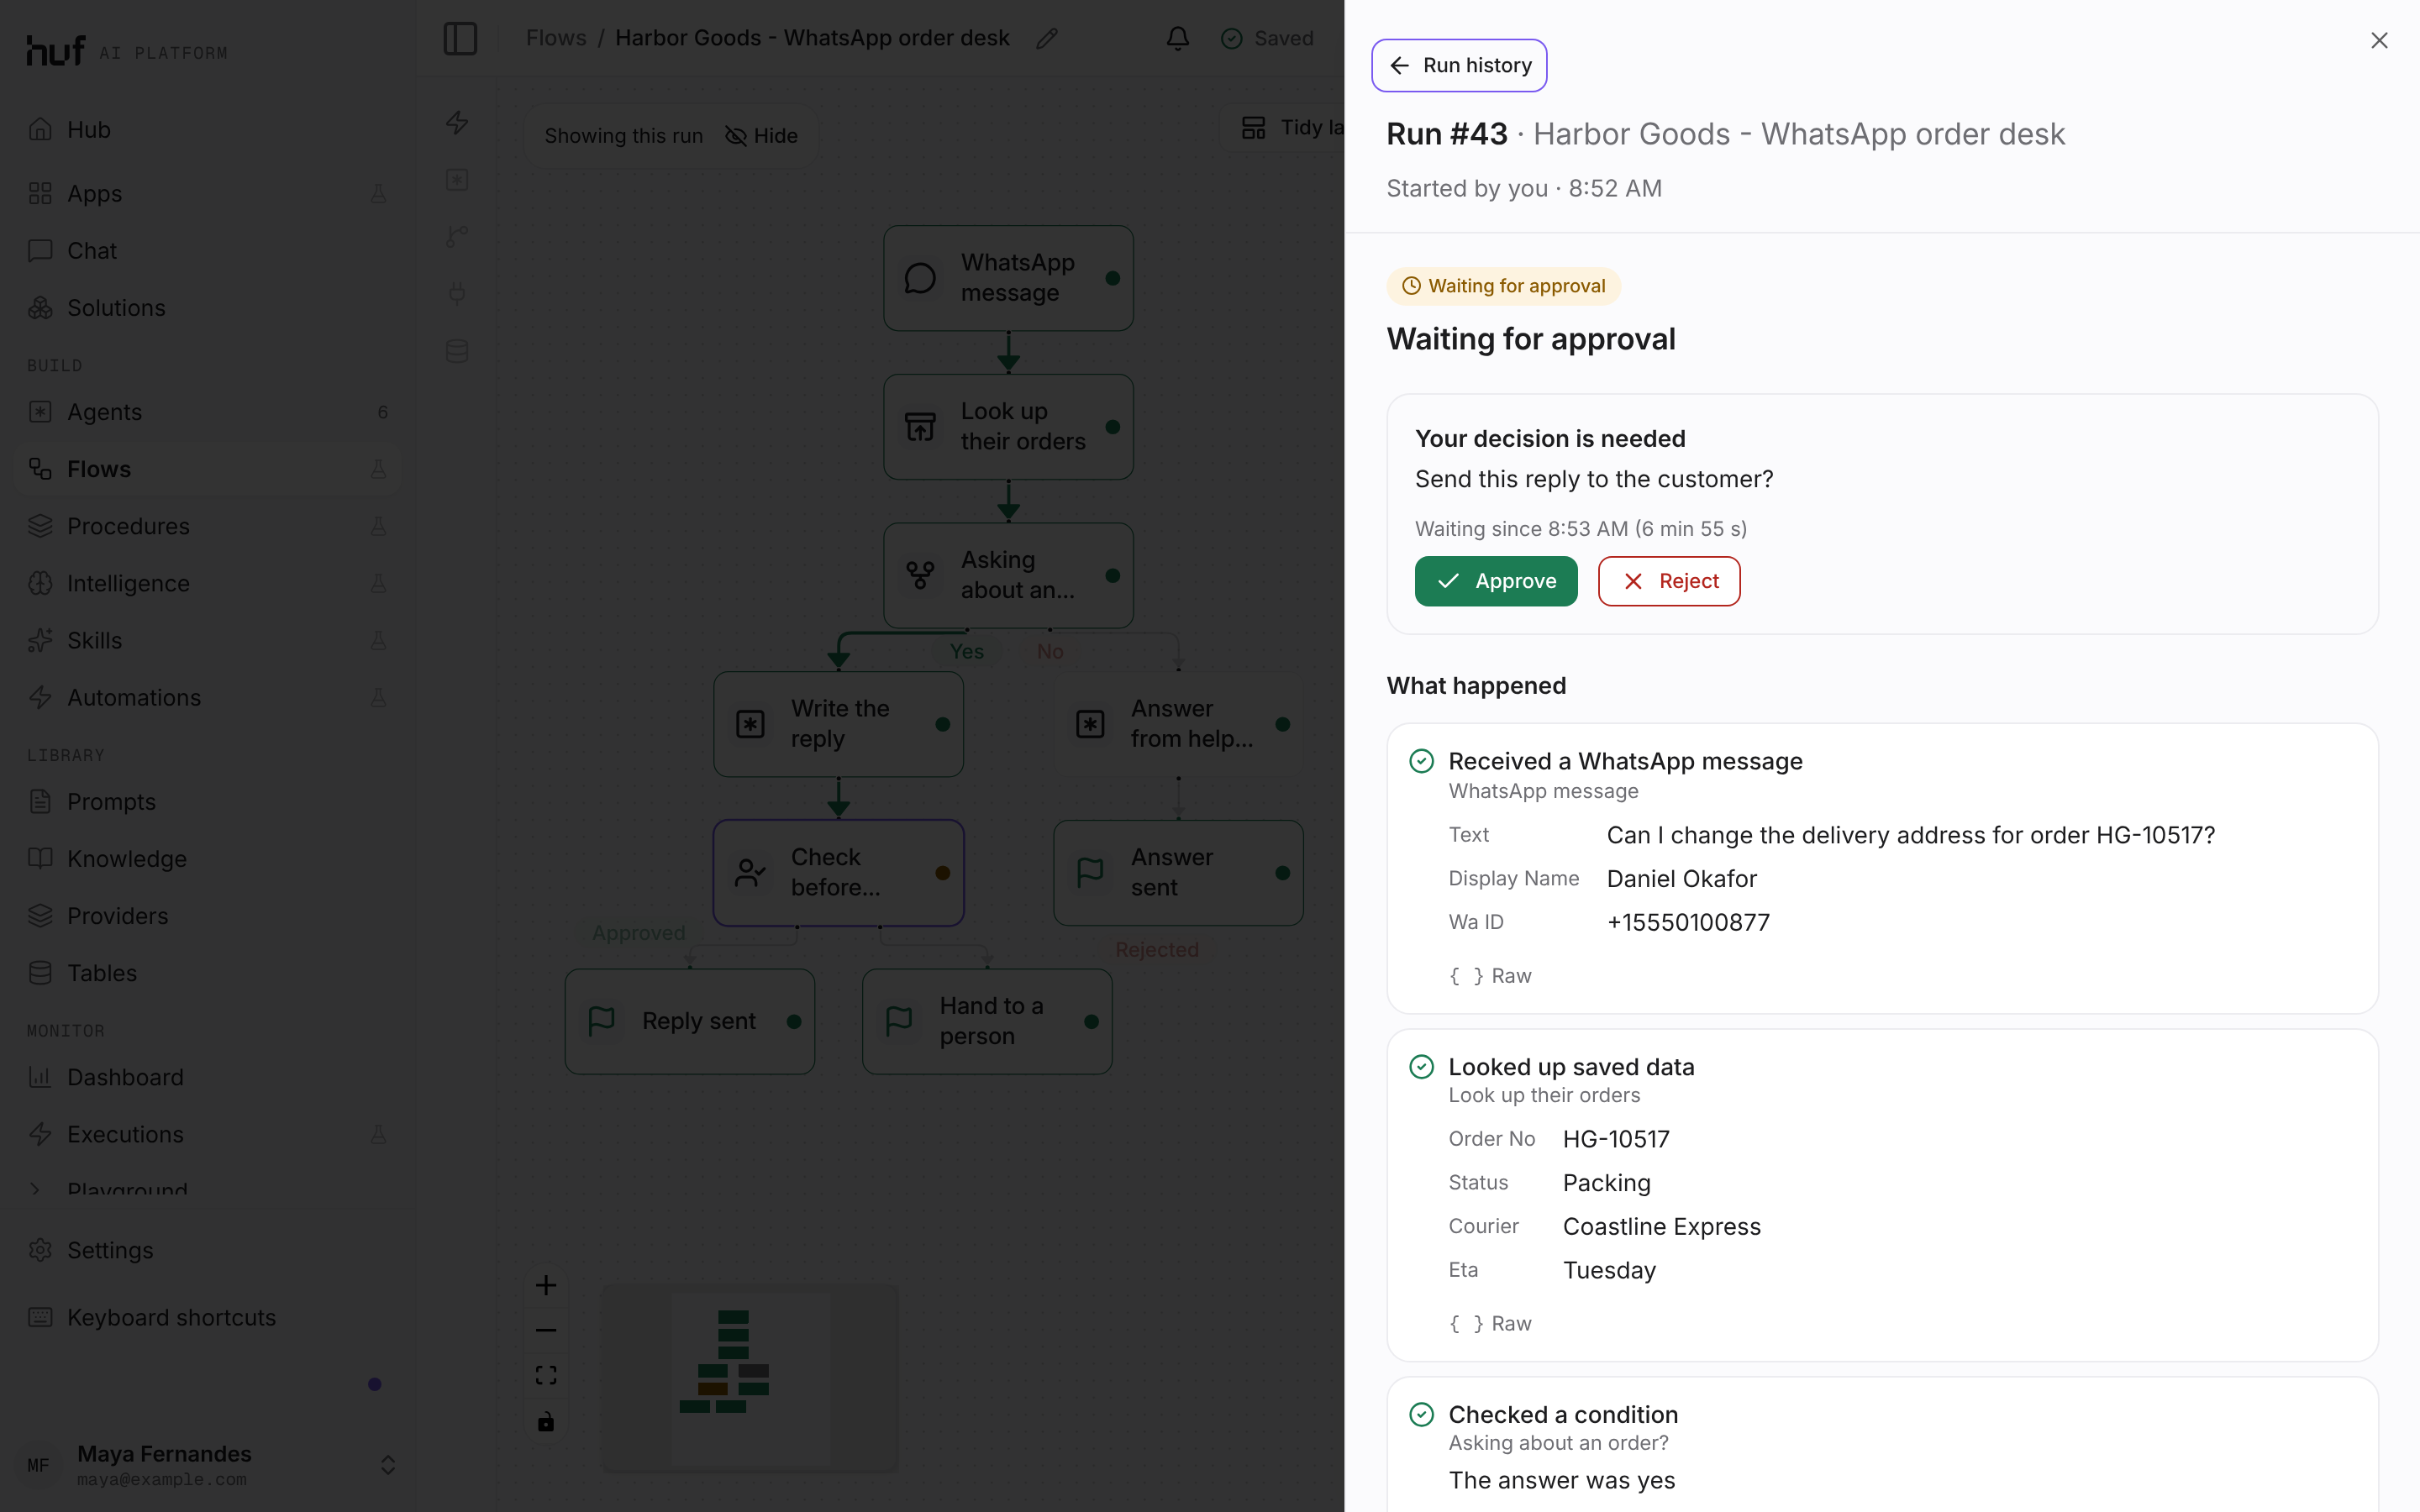 huf AI PLATFORM
Hub
Apps
Chat
Solutions
BUILD
Agents 6
Flows
Procedures
Intelligence
Skills
Automations
LIBRARY
Prompts
Knowledge
Providers
Tables
MONITOR
Dashboard
Executions
Playground
Settings
Keyboard shortcuts
MF
Maya Fernandes
maya@example.com
Flows / Harbor Goods - WhatsApp order desk
Saved
Showing this run Hide
Tidy la
WhatsApp
message
Look up
their orders
Asking
about an...
Yes
No
Write the
reply
Answer
from help...
Check
before...
Answer
sent
Approved
Rejected
Reply sent
Hand to a
person
Run history
Run #43 · Harbor Goods - WhatsApp order desk
Started by you · 8:52 AM
Waiting for approval
Waiting for approval
Your decision is needed
Send this reply to the customer?
Waiting since 8:53 AM (6 min 55 s)
Approve
Reject
What happened
Received a WhatsApp message
WhatsApp message
Text Can I change the delivery address for order HG-10517?
Display Name Daniel Okafor
Wa ID +15550100877
{ } Raw
Looked up saved data
Look up their orders
Order No HG-10517
Status Packing
Courier Coastline Express
Eta Tuesday
{ } Raw
Checked a condition
Asking about an order?
The answer was yes